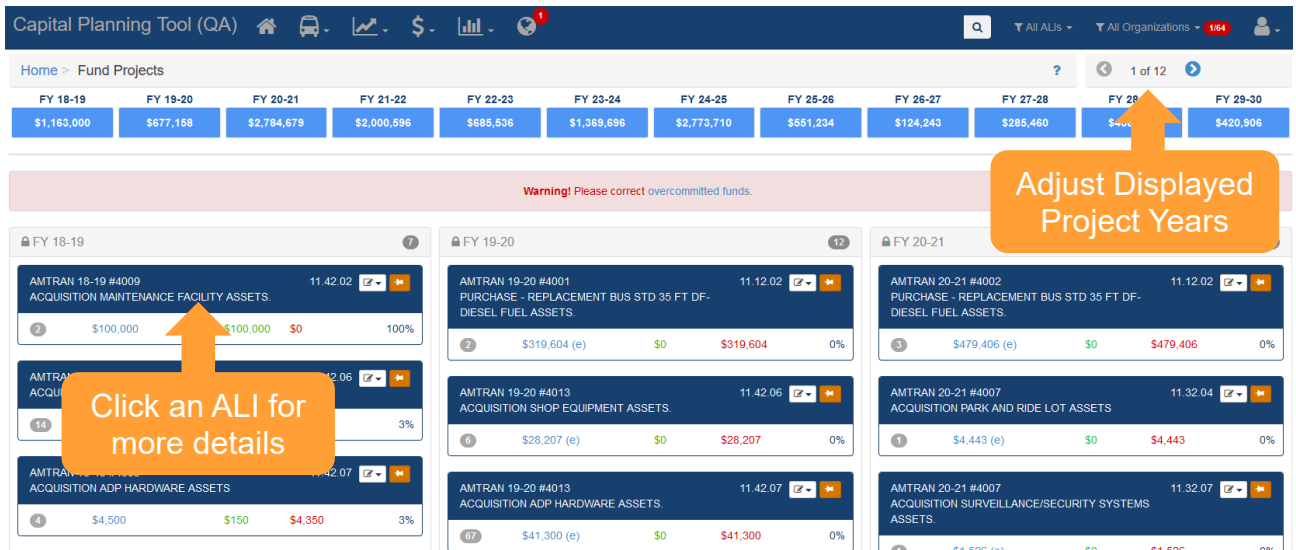 Capital Planning Tool (QA)
$
1
All ALIs
All Organizations
1/64
Home > Fund Projects
?
1 of 12
FY 18-19 FY 19-20 FY 20-21 FY 21-22 FY 22-23 FY 23-24 FY 24-25 FY 25-26 FY 26-27 FY 27-28 FY 28 FY 29-30
$1,163,000 $677,158 $2,784,679 $2,000,596 $685,536 $1,369,696 $2,773,710 $551,234 $124,243 $285,460 $420,906
Warning! Please correct overcommitted funds.
Adjust Displayed
Project Years
FY 18-19 7
AMTRAN 18-19 #4009 11.42.02
ACQUISITION MAINTENANCE FACILITY ASSETS.
2 $100,000 $100,000 $0 100%
14 3%
Click an ALI for
more details
ACQUISITION ADP HARDWARE ASSETS
4 $4,500 $150 $4,350 3%
FY 19-20 12
AMTRAN 19-20 #4001 11.12.02
PURCHASE - REPLACEMENT BUS STD 35 FT DF-
DIESEL FUEL ASSETS.
2 $319,604 (e) $0 $319,604 0%
AMTRAN 19-20 #4013 11.42.06
ACQUISITION SHOP EQUIPMENT ASSETS.
6 $28,207 (e) $0 $28,207 0%
AMTRAN 19-20 #4013 11.42.07
ACQUISITION ADP HARDWARE ASSETS.
67 $41,300 (e) $0 $41,300 0%
FY 20-21
AMTRAN 20-21 #4002 11.12.02
PURCHASE - REPLACEMENT BUS STD 35 FT DF-
DIESEL FUEL ASSETS.
3 $479,406 (e) $0 $479,406 0%
AMTRAN 20-21 #4007 11.32.04
ACQUISITION PARK AND RIDE LOT ASSETS
1 $4,443 (e) $0 $4,443 0%
AMTRAN 20-21 #4007 11.32.07
ACQUISITION SURVEILLANCE/SECURITY SYSTEMS
ASSETS.